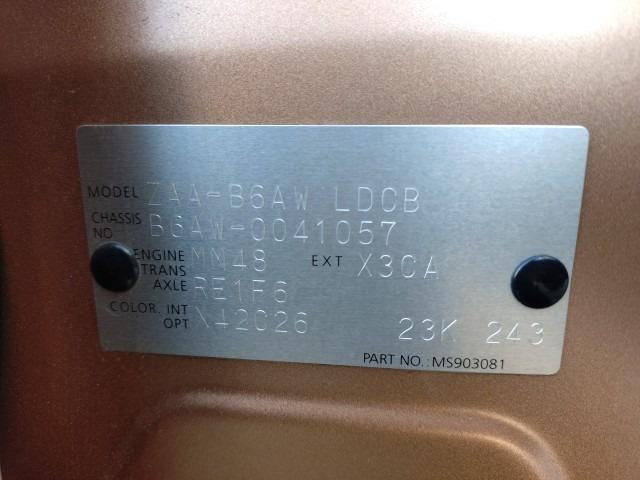 MODEL ZAA-B6AW LDCB
CHASSIS NO B6AW-0041057
ENGINE MM48 EXT X3CA
TRANS AXLE RE1F6
COLOR. INT OPT X42C26 23K 243
PART NO.:MS903081